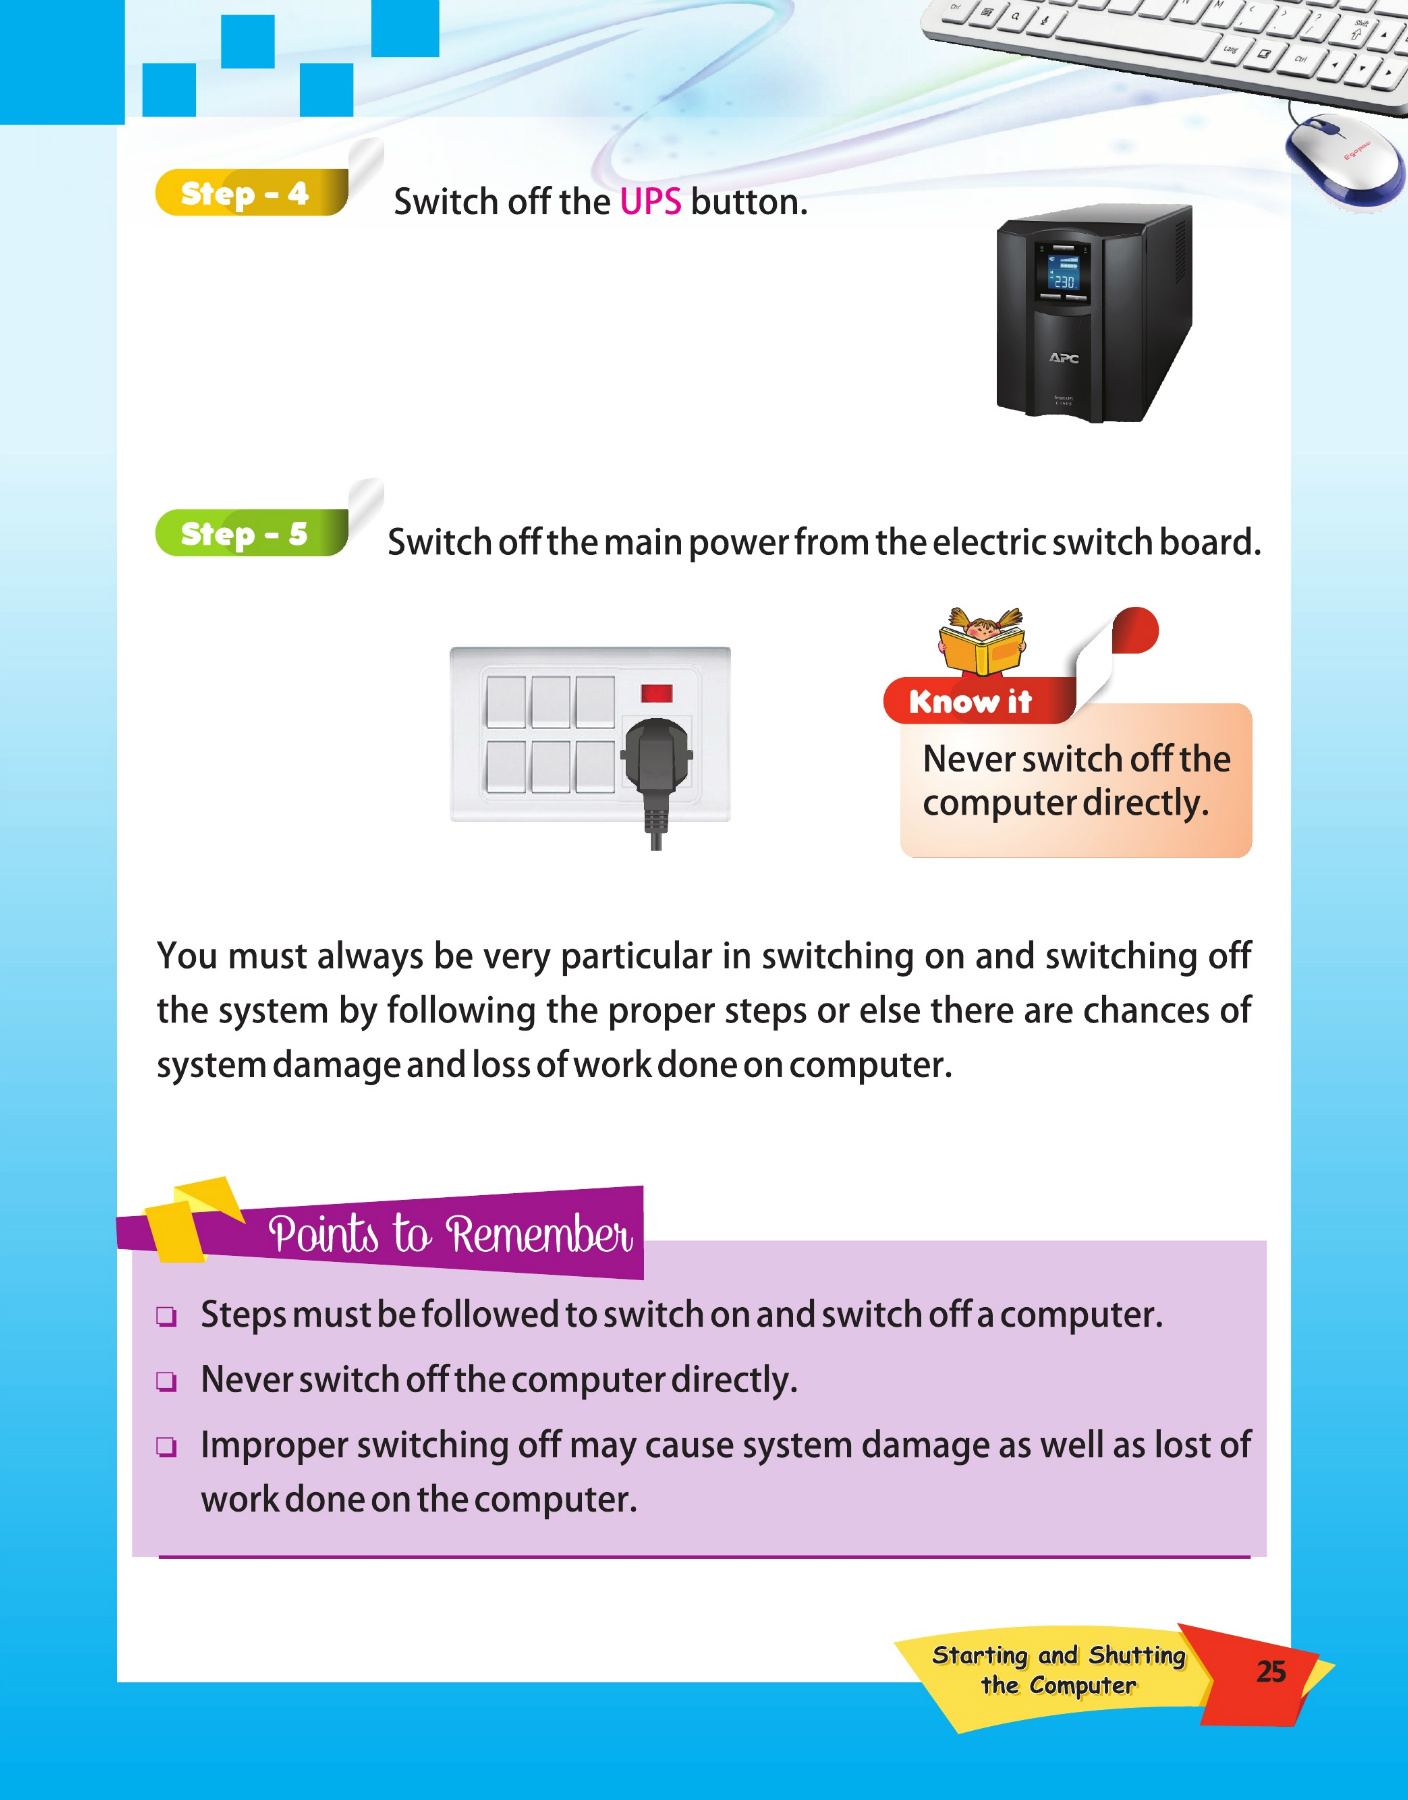 Step - 4
Switch off the UPS button.
230
APC
Step - 5
Switch off the main power from the electric switch board.
Know it
Never switch off the
computer directly.
You must always be very particular in switching on and switching off
the system by following the proper steps or else there are chances of
system damage and loss of work done on computer.
Points to Remember
❏ Steps must be followed to switch on and switch off a computer.
❏ Never switch off the computer directly.
❏ Improper switching off may cause system damage as well as lost of
work done on the computer.
Starting and Shutting
the Computer
25